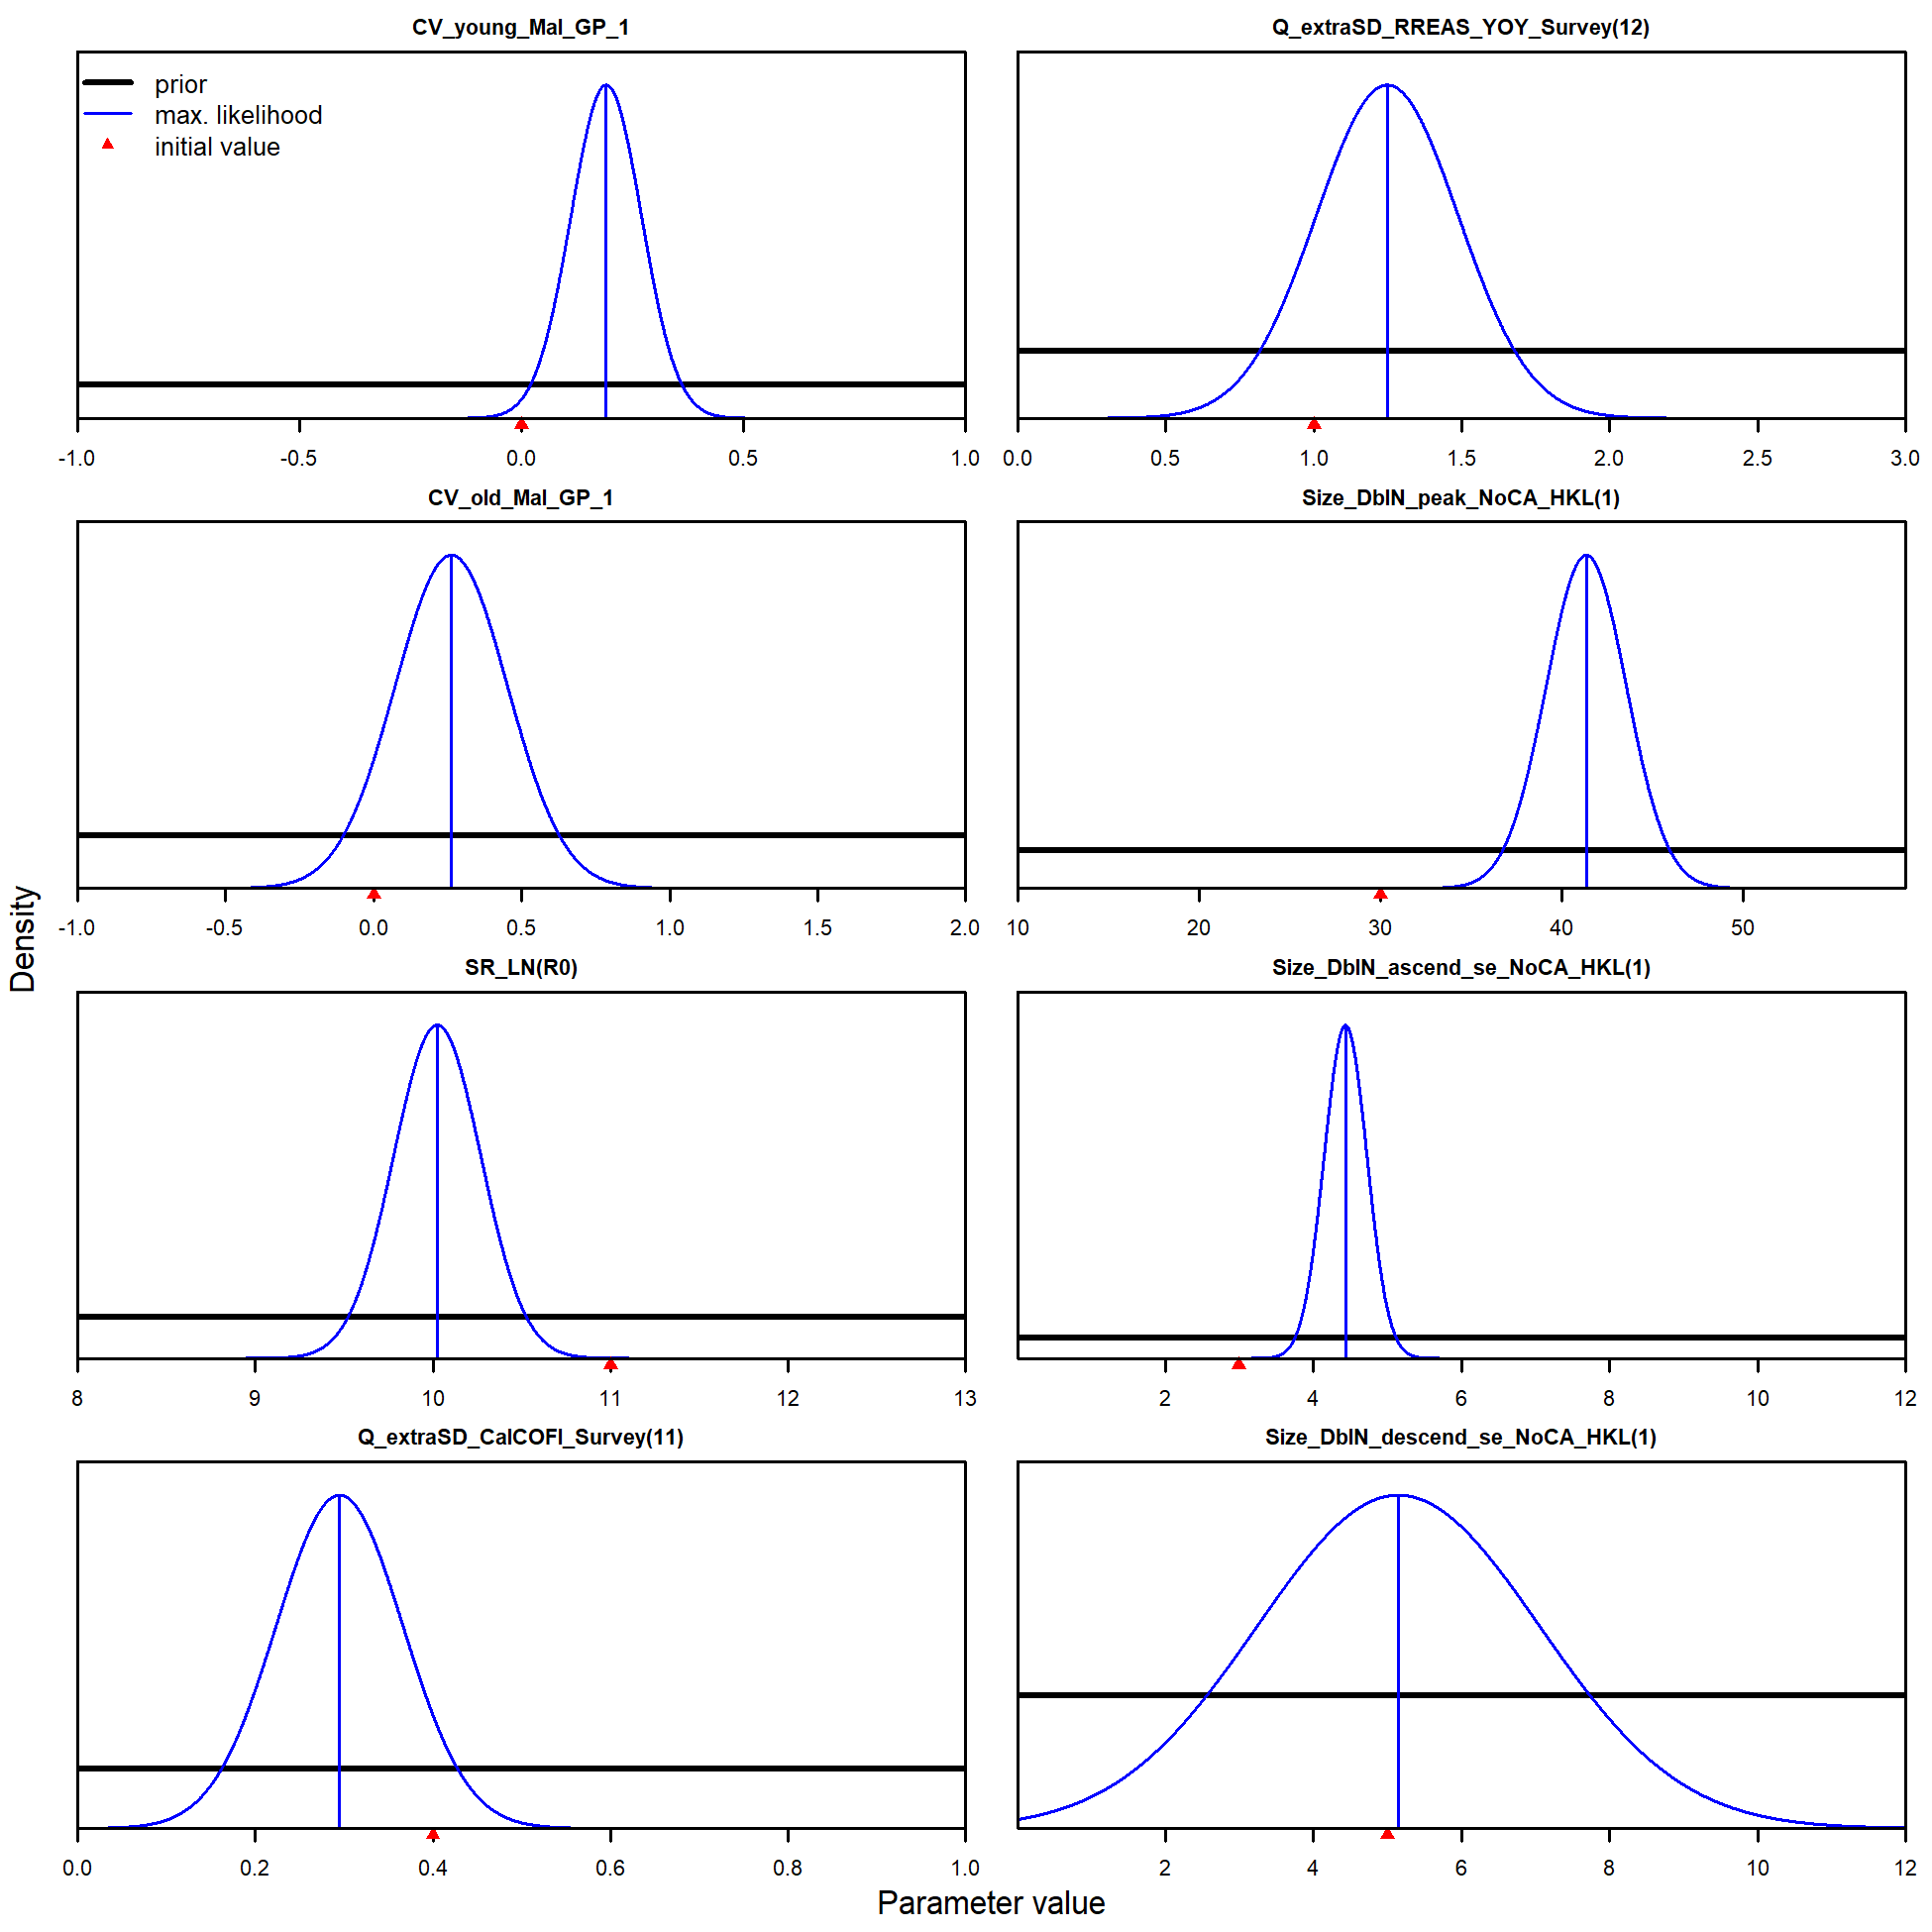 CV_young_Mal_GP_1
prior
max. likelihood
initial value
-1.0 -0.5 0.0 0.5 1.0
Q_extraSD_RREAS_YOY_Survey(12)
0.0 0.5 1.0 1.5 2.0 2.5 3.0
CV_old_Mal_GP_1
-1.0 -0.5 0.0 0.5 1.0 1.5 2.0
Size_DblN_peak_NoCA_HKL(1)
10 20 30 40 50
SR_LN(R0)
8 9 10 11 12 13
Size_DblN_ascend_se_NoCA_HKL(1)
2 4 6 8 10 12
Q_extraSD_CalCOFI_Survey(11)
0.0 0.2 0.4 0.6 0.8 1.0
Size_DblN_descend_se_NoCA_HKL(1)
2 4 6 8 10 12
Density
Parameter value